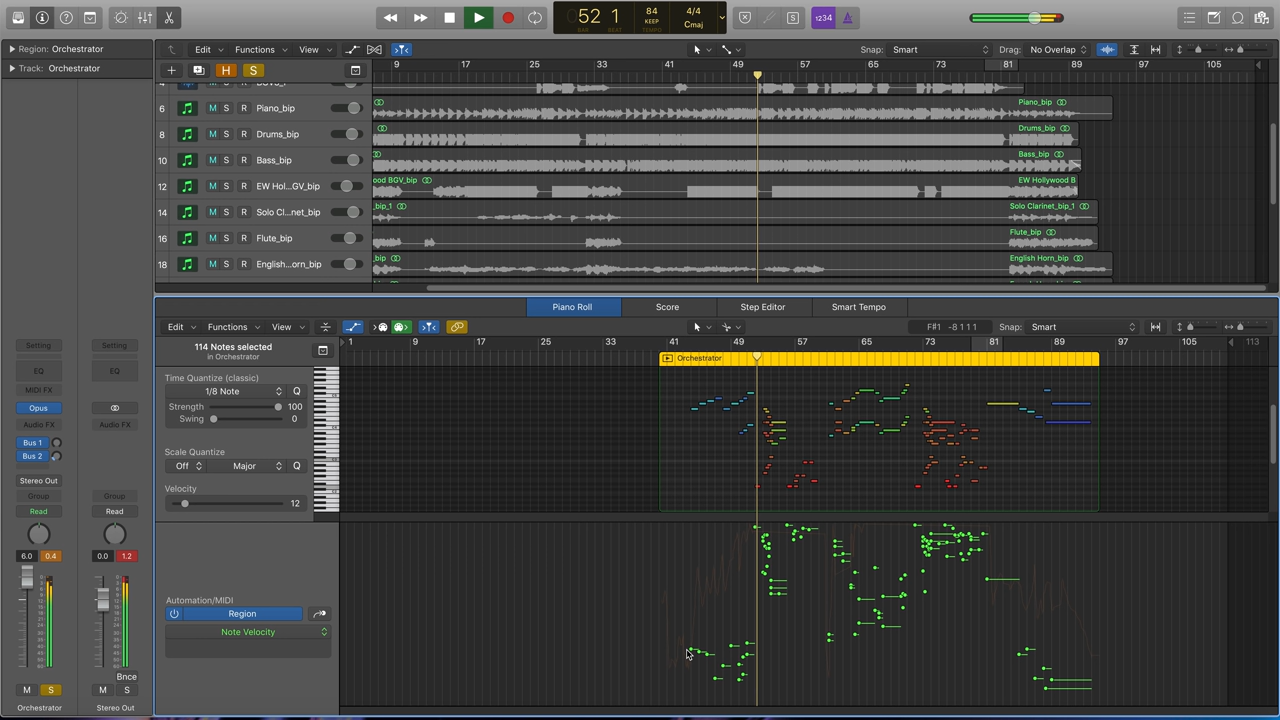 52 1
BAR BEAT
84
KEEP
TEMPO
4/4
Cmaj
1234
Region: Orchestrator
Track: Orchestrator
Edit Functions View
Snap: Smart
Drag: No Overlap
H S
9 17 25 33 41 49 57 65 73 81 89 97 105
6 M S R Piano_bip
Piano_bip
8 M S R Drums_bip
Drums_bip
10 M S R Bass_bip
Bass_bip
12 M S R EW Hol...GV_bip
ood BGV_bip
EW Hollywood B
14 M S R Solo Cl...net_bip
_bip_1
Solo Clarinet_bip_1
16 M S R Flute_bip
Flute_bip
18 M S R English...orn_bip
_bip
English Horn_bip
Piano Roll Score Step Editor Smart Tempo
Edit Functions View
F#1 -8 1 1 1
Snap: Smart
114 Notes selected
in Orchestrator
1 9 17 25 33 41 49 57 65 73 81 89 97 105 113
Orchestrator
Time Quantize (classic)
1/8 Note Q
Strength 100
Swing 0
Scale Quantize
Off Major Q
Velocity
12
Automation/MIDI
Region
Note Velocity
Setting Setting
EQ EQ
MIDI FX
Opus
Audio FX Audio FX
Bus 1
Bus 2
Stereo Out
Group Group
Read Read
6.0 0.4 0.0 1.2
Bnce
M S M S
Orchestrator Stereo Out